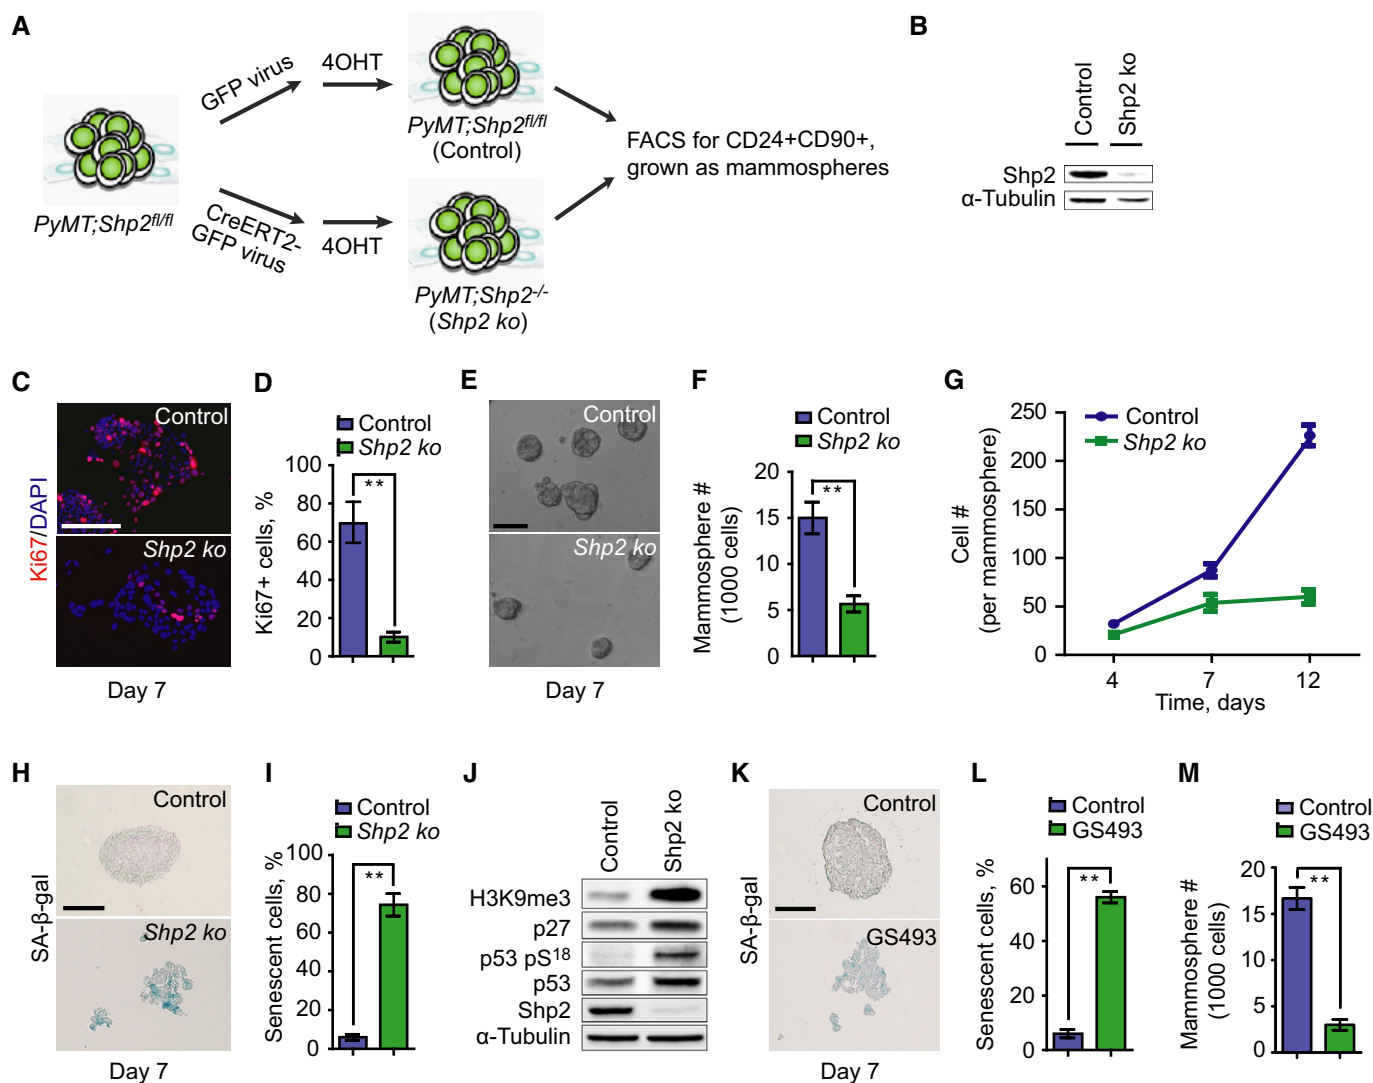 A
GFP virus
4OHT
PyMT;Shp2fl/fl
(Control)
PyMT;Shp2fl/fl
CreERT2-
GFP virus
4OHT
PyMT;Shp2-/-
(Shp2 ko)
FACS for CD24+CD90+,
grown as mammospheres
B
Control
Shp2 ko
Shp2
α-Tubulin
C
Ki67/DAPI
Control
Shp2 ko
Day 7
D
Control
Shp2 ko
Ki67+ cells, %
100
80
60
40
20
0
**
E
Control
Shp2 ko
Day 7
F
Control
Shp2 ko
Mammosphere #
(1000 cells)
20
15
10
5
0
**
G
Control
Shp2 ko
Cell #
(per mammosphere)
250
200
150
100
50
0
4
7
12
Time, days
H
SA-β-gal
Control
Shp2 ko
Day 7
I
Control
Shp2 ko
Senescent cells, %
100
80
60
40
20
0
**
J
Control
Shp2 ko
H3K9me3
p27
p53 pS18
p53
Shp2
α-Tubulin
K
SA-β-gal
Control
GS493
Day 7
L
Control
GS493
Senescent cells, %
60
40
20
0
**
M
Control
GS493
Mammosphere #
(1000 cells)
20
15
10
5
0
**